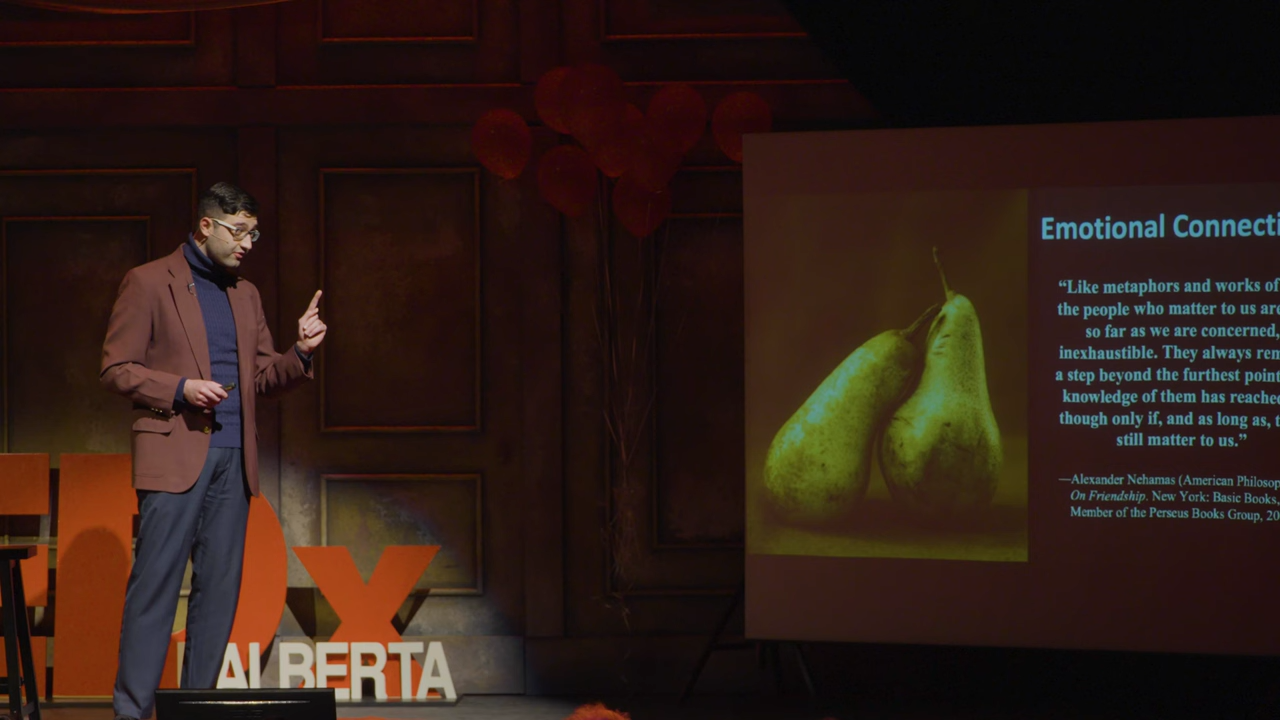 Emotional Connecti
“Like metaphors and works of
the people who matter to us are
so far as we are concerned,
inexhaustible. They always rem
a step beyond the furthest point
knowledge of them has reached
though only if, and as long as, t
still matter to us.”
—Alexander Nehamas (American Philosop
On Friendship. New York: Basic Books,
Member of the Perseus Books Group, 20
EDx
ALBERTA